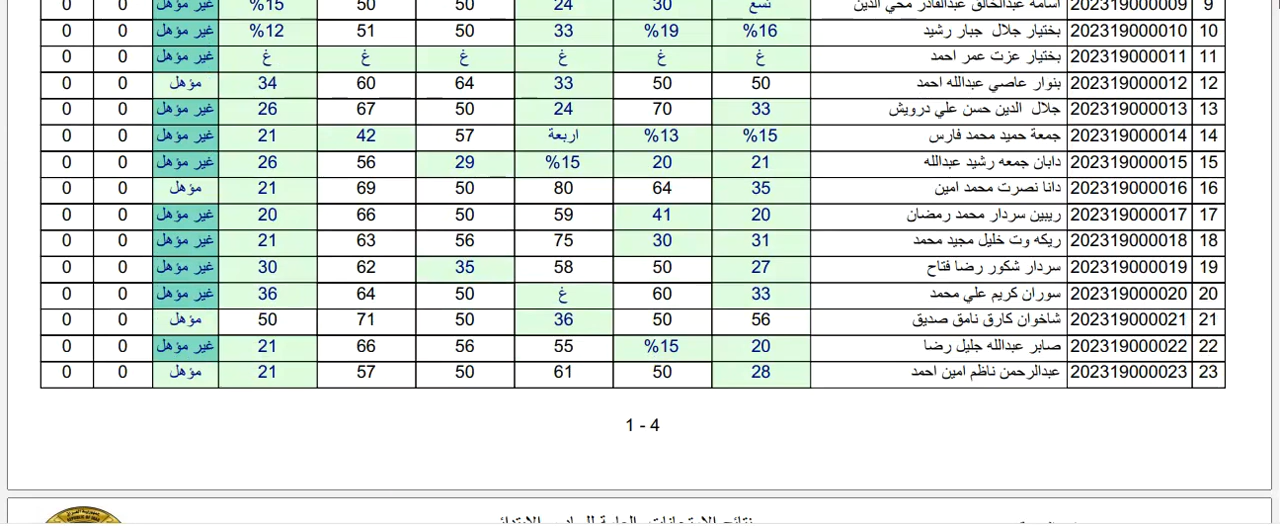 9 202319000009 اسامة عبدالخالق عبدالقادر محي الدين تسع 30 24 50 50 %15 غير مؤهل 0 0
10 202319000010 بختيار جلال جبار رشيد %16 %19 33 50 51 %12 غير مؤهل 0 0
11 202319000011 بختيار عزت عمر احمد غ غ غ غ غ غ غير مؤهل 0 0
12 202319000012 بنوار عاصي عبدالله احمد 50 50 33 64 60 34 مؤهل 0 0
13 202319000013 جلال الدين حسن علي درويش 33 70 24 50 67 26 غير مؤهل 0 0
14 202319000014 جمعة حميد محمد فارس %15 %13 اربعة 57 42 21 غير مؤهل 0 0
15 202319000015 دابان جمعه رشيد عبدالله 21 20 %15 29 56 26 غير مؤهل 0 0
16 202319000016 دانا نصرت محمد امين 35 64 80 50 69 21 مؤهل 0 0
17 202319000017 ريبين سردار محمد رمضان 20 41 59 50 66 20 غير مؤهل 0 0
18 202319000018 ريكه وت خليل مجيد محمد 31 30 75 56 63 21 غير مؤهل 0 0
19 202319000019 سردار شكور رضا فتاح 27 50 58 35 62 30 غير مؤهل 0 0
20 202319000020 سوران كريم علي محمد 33 60 غ 50 64 36 غير مؤهل 0 0
21 202319000021 شاخوان كارق نامق صديق 56 50 36 50 71 50 مؤهل 0 0
22 202319000022 صابر عبدالله جليل رضا 20 %15 55 56 66 21 غير مؤهل 0 0
23 202319000023 عبدالرحمن ناظم امين احمد 28 50 61 50 57 21 مؤهل 0 0
1 - 4
نتائج الامتحانات العامة للدراسة الابتدائية